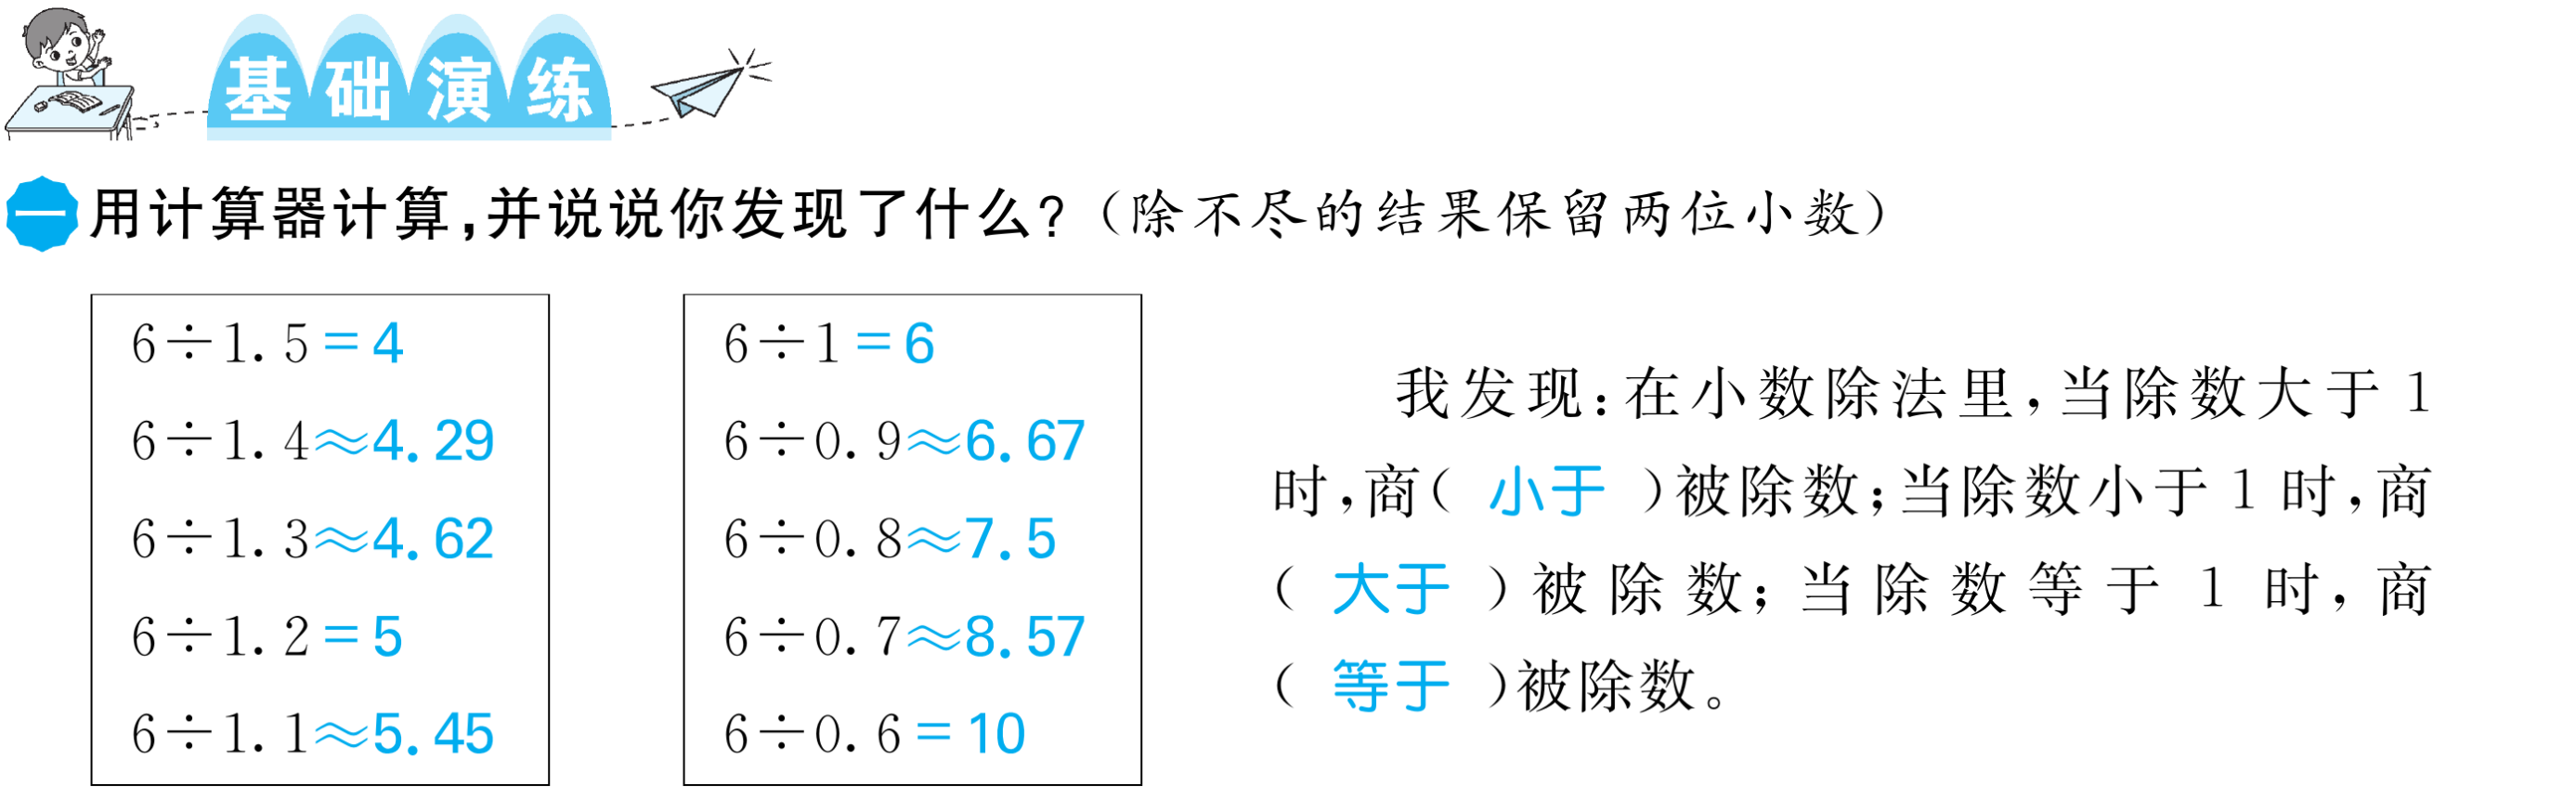 基础演练
一 用计算器计算,并说说你发现了什么?(除不尽的结果保留两位小数)
6÷1.5=4
6÷1.4≈4.29
6÷1.3≈4.62
6÷1.2=5
6÷1.1≈5.45
6÷1=6
6÷0.9≈6.67
6÷0.8≈7.5
6÷0.7≈8.57
6÷0.6=10
我发现:在小数除法里,当除数大于1
时,商( 小于 )被除数;当除数小于1时,商
( 大于 )被除数;当除数等于1时,商
( 等于 )被除数。